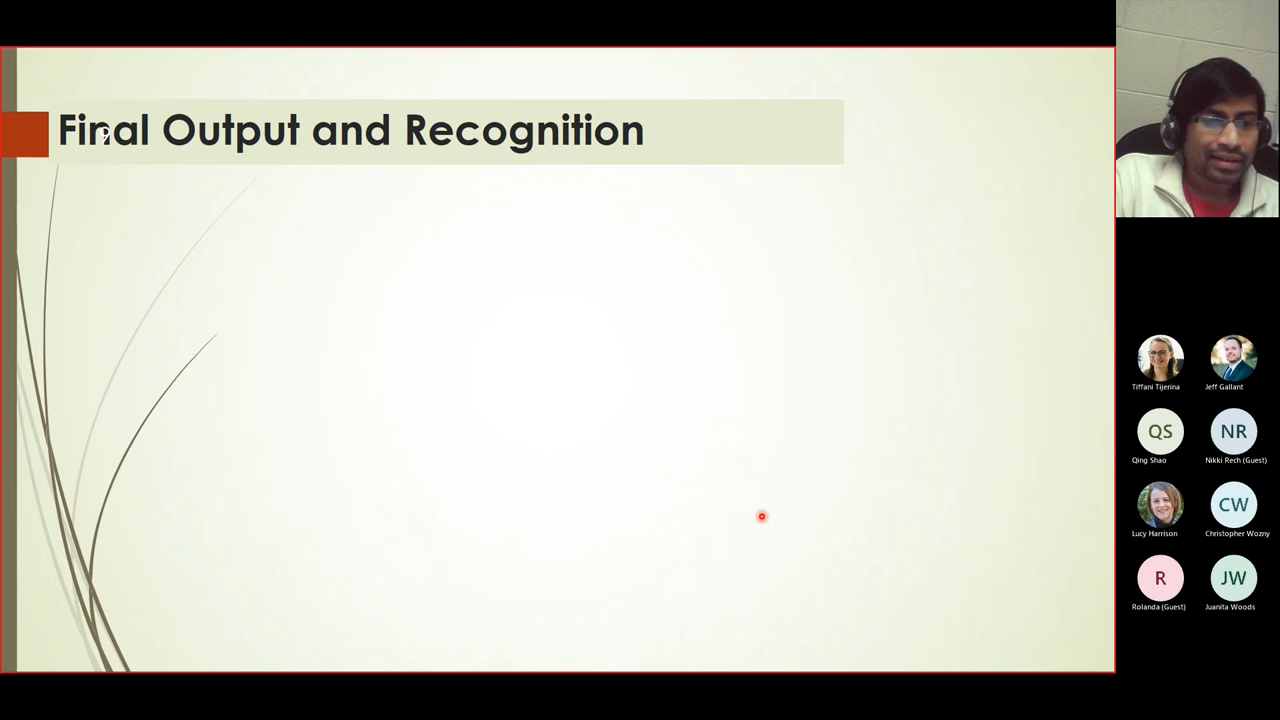 Final Output and Recognition
9
Tiffani Tijerina
Jeff Gallant
QS
NR
Qing Shao
Nikki Rech (Guest)
CW
Lucy Harrison
Christopher Wozny
R
JW
Rolanda (Guest)
Juanita Woods